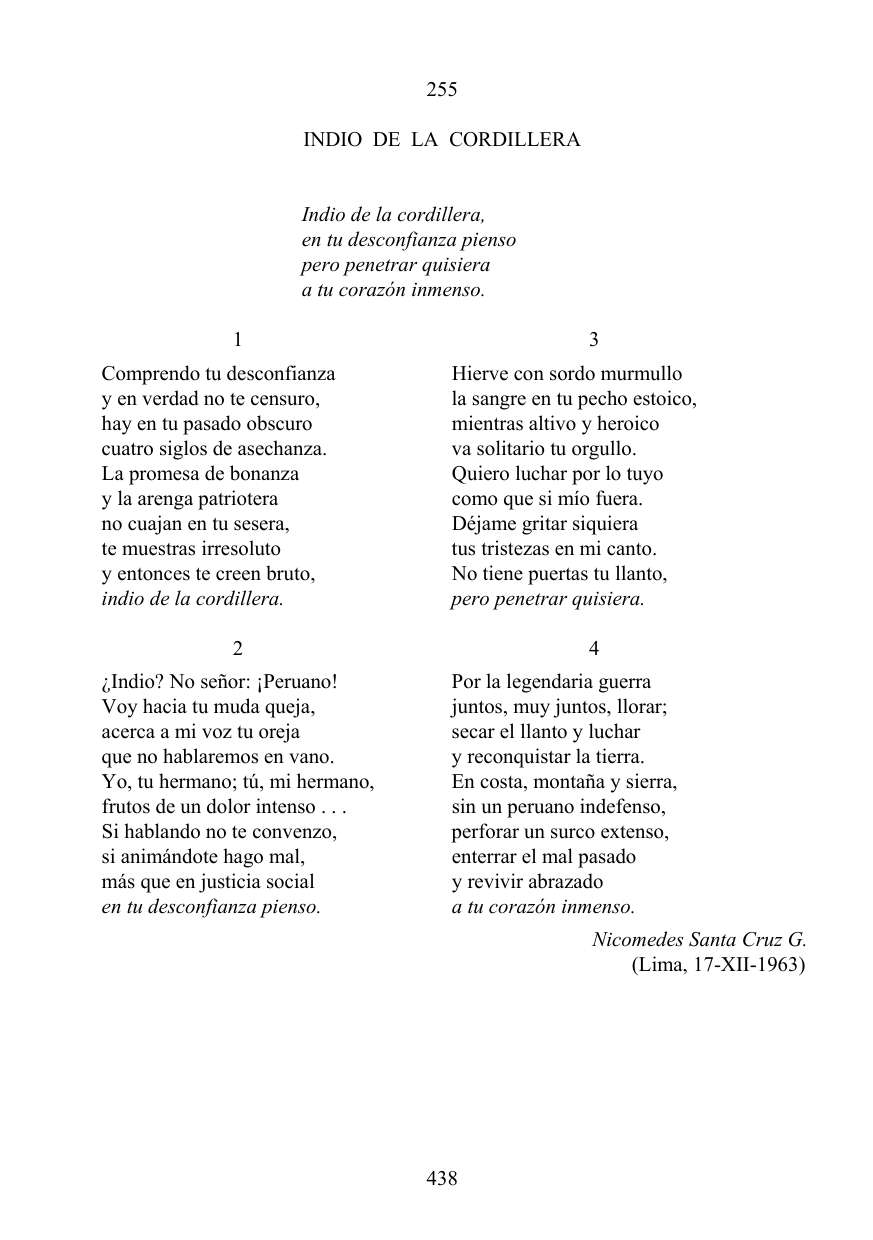 255
INDIO DE LA CORDILLERA
Indio de la cordillera,
en tu desconfianza pienso
pero penetrar quisiera
a tu corazón inmenso.
1
Comprendo tu desconfianza
y en verdad no te censuro,
hay en tu pasado obscuro
cuatro siglos de asechanza.
La promesa de bonanza
y la arenga patriotera
no cuajan en tu sesera,
te muestras irresoluto
y entonces te creen bruto,
indio de la cordillera.
2
¿Indio? No señor: ¡Peruano!
Voy hacia tu muda queja,
acerca a mi voz tu oreja
que no hablaremos en vano.
Yo, tu hermano; tú, mi hermano,
frutos de un dolor intenso . . .
Si hablando no te convenzo,
si animándote hago mal,
más que en justicia social
en tu desconfianza pienso.
3
Hierve con sordo murmullo
la sangre en tu pecho estoico,
mientras altivo y heroico
va solitario tu orgullo.
Quiero luchar por lo tuyo
como que si mío fuera.
Déjame gritar siquiera
tus tristezas en mi canto.
No tiene puertas tu llanto,
pero penetrar quisiera.
4
Por la legendaria guerra
juntos, muy juntos, llorar;
secar el llanto y luchar
y reconquistar la tierra.
En costa, montaña y sierra,
sin un peruano indefenso,
perforar un surco extenso,
enterrar el mal pasado
y revivir abrazado
a tu corazón inmenso.
Nicomedes Santa Cruz G.
(Lima, 17-XII-1963)
438